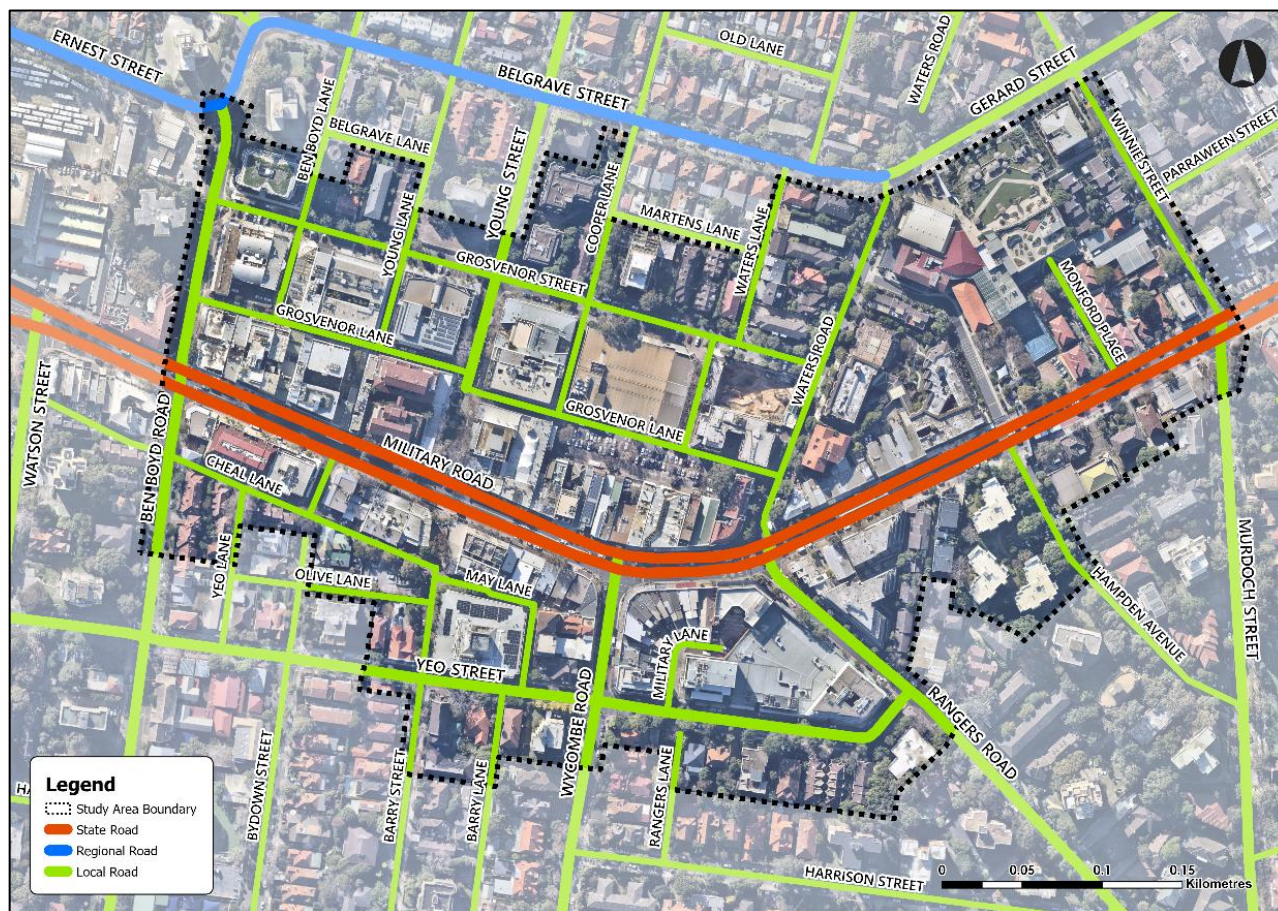 ERNEST STREET
BELGRAVE STREET
OLD LANE
WATERS ROAD
GERARD STREET
WINNIE STREET
PARRAWEEN STREET
BEN BOYD LANE
BELGRAVE LANE
YOUNG LANE
YOUNG STREET
COOPER LANE
MARTENS LANE
WATERS LANE
GROSVENOR STREET
MONFORD PLACE
GROSVENOR LANE
WATERS ROAD
GROSVENOR LANE
WATSON STREET
BEN BOYD ROAD
MILITARY ROAD
CHEAL LANE
YEO LANE
OLIVE LANE
MAY LANE
MILITARY LANE
HAMPDEN AVENUE
MURDOCH STREET
YEO STREET
WYCOMBE ROAD
RANGERS ROAD
BYDOWN STREET
BARRY STREET
BARRY LANE
RANGERS LANE
HARRISON STREET
Legend
Study Area Boundary
State Road
Regional Road
Local Road
0 0.05 0.1 0.15
Kilometres